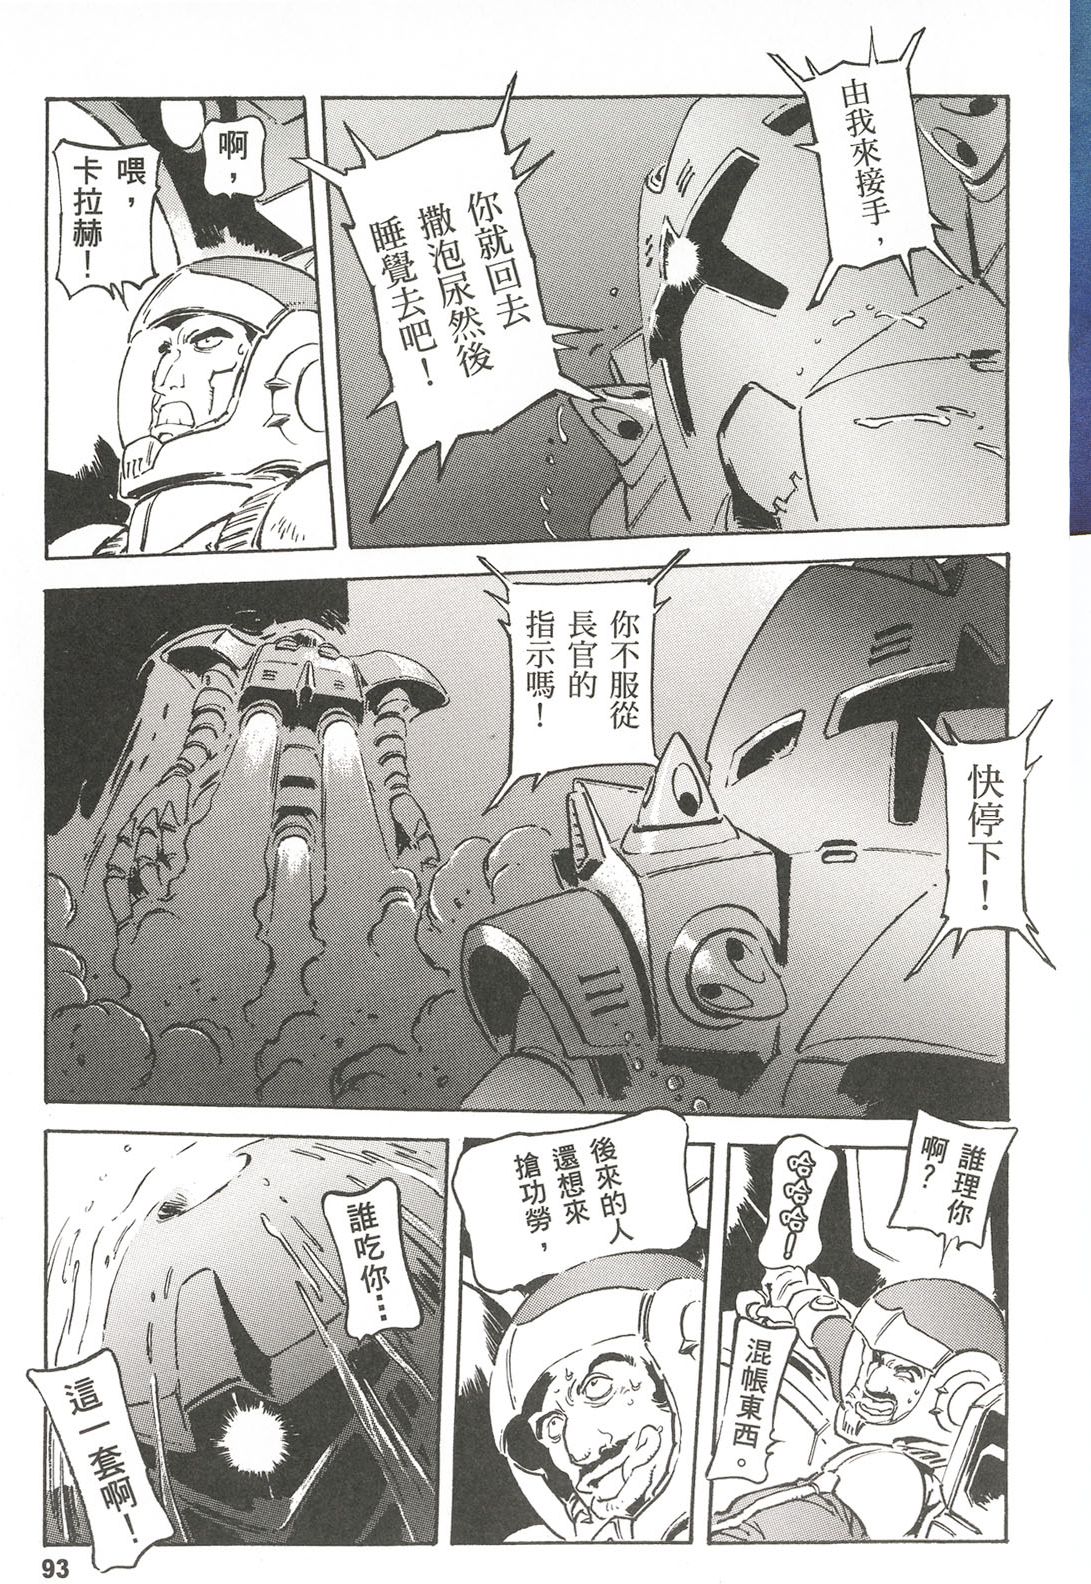 由我來接手，
你就回去
撒泡尿然後
睡覺去吧！
啊，
喂，
卡拉赫！
快停下！
你不服從
長官的
指示嗎！
誰理你
啊？
哈哈哈！
混帳東西。
後來的人
還想來
搶功勞，
誰吃你…
這一套啊！
93